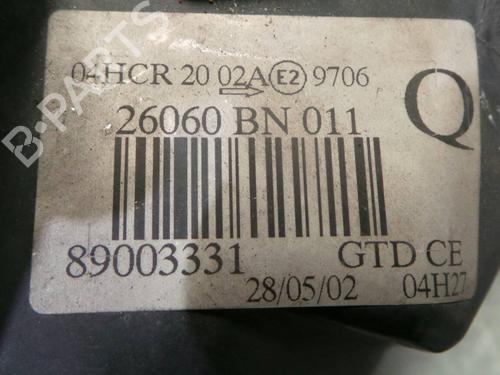 B-PARTS
04HCR 20 02A E2 9706
Q
26060 BN 011
89003331 GTD CE
28/05/02 04H27